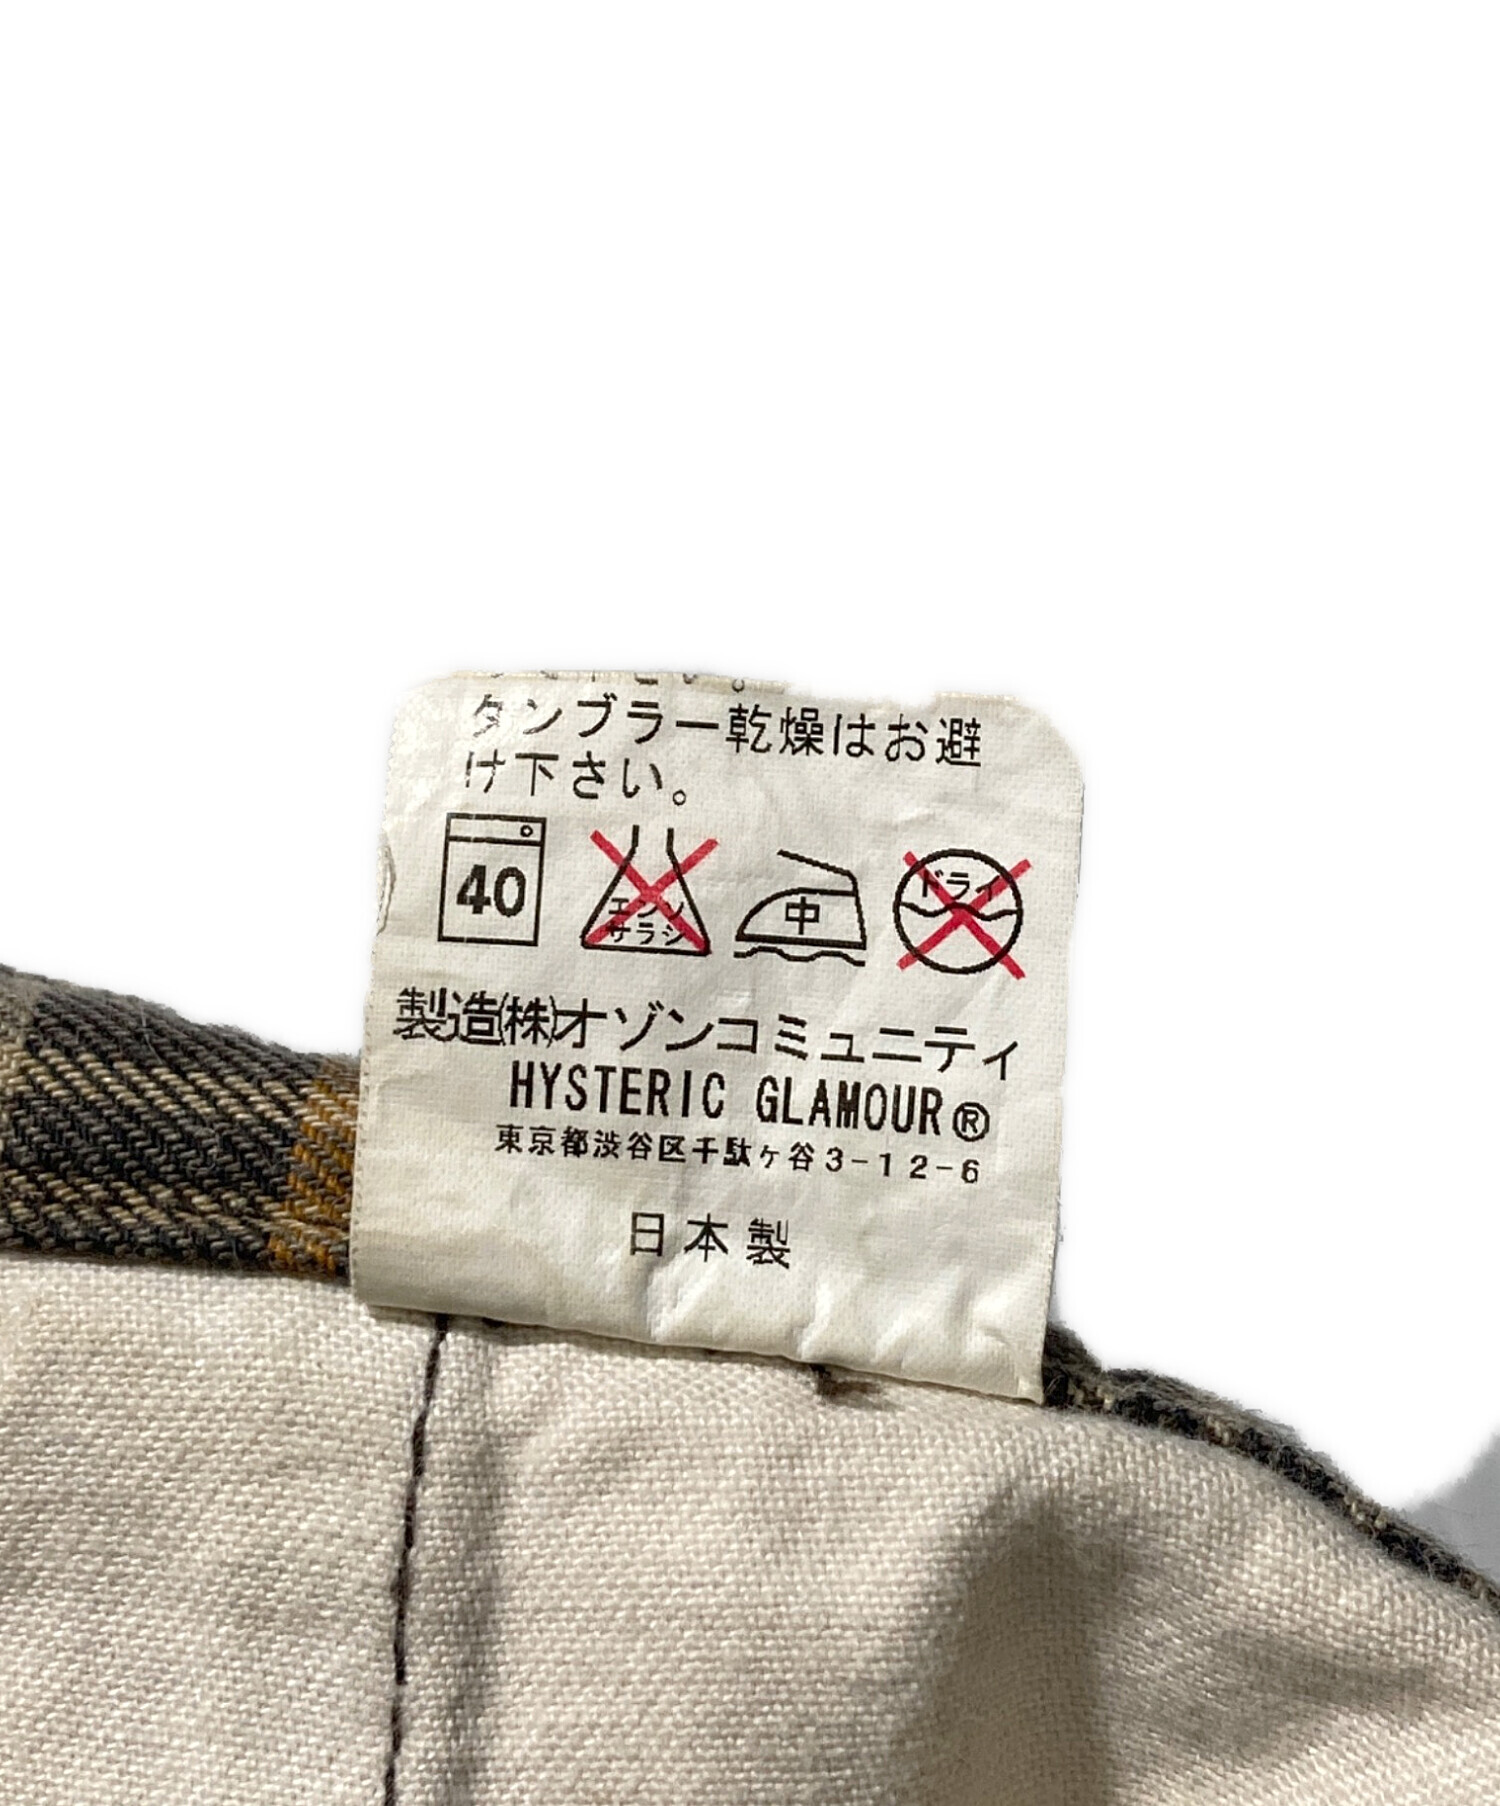 タンブラー乾燥はお避
け下さい。
40
エンソ
サラシ
中
ドライ
製造㈱オゾンコミュニティ
HYSTERIC GLAMOUR®
東京都渋谷区千駄ヶ谷3-12-6
日本製